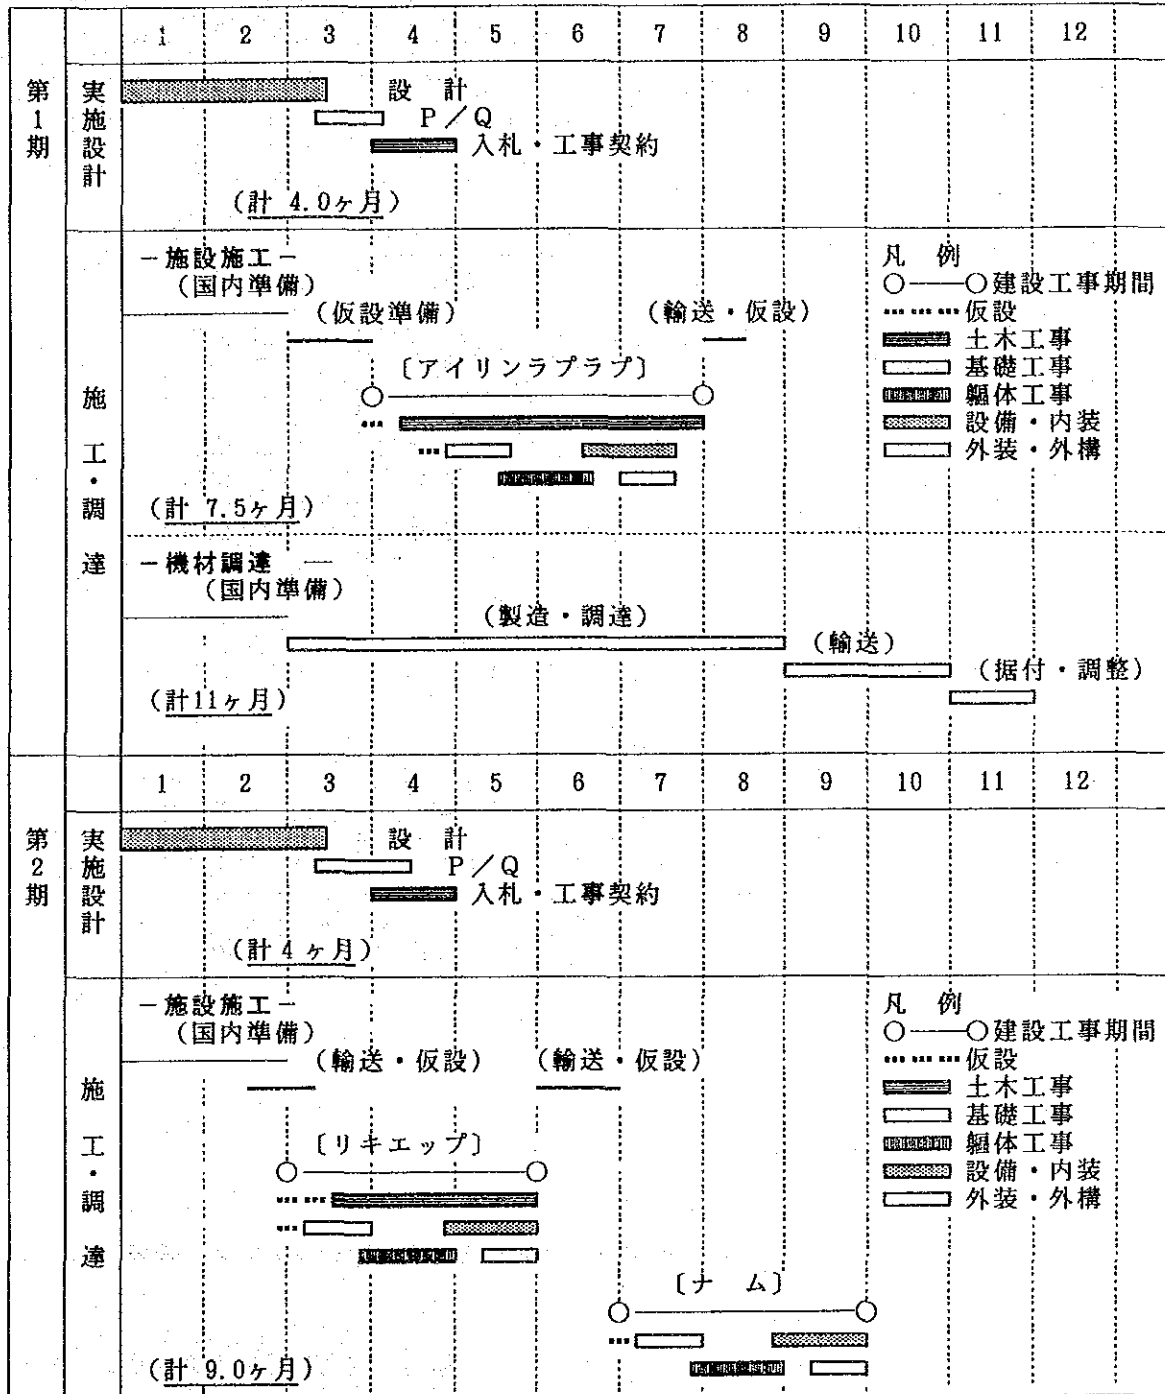 1 2 3 4 5 6 7 8 9 10 11 12
第1期
実施設計
設 計
P/Q
入札・工事契約
(計 4.0ヶ月)
施工・調達
-施設施工-
(国内準備)
(仮設準備)
(輸送・仮設)
〔アイリンラプラプ〕
(計 7.5ヶ月)
凡 例
○——○建設工事期間
仮設
土木工事
基礎工事
軀体工事
設備・内装
外装・外構
-機材調達-
(国内準備)
(製造・調達)
(輸送)
(据付・調整)
(計11ヶ月)
1 2 3 4 5 6 7 8 9 10 11 12
第2期
実施設計
設 計
P/Q
入札・工事契約
(計4ヶ月)
施工・調達
-施設施工-
(国内準備)
(輸送・仮設) (輸送・仮設)
〔リキエップ〕
〔ナ ム〕
(計 9.0ヶ月)
凡 例
○——○建設工事期間
仮設
土木工事
基礎工事
軀体工事
設備・内装
外装・外構